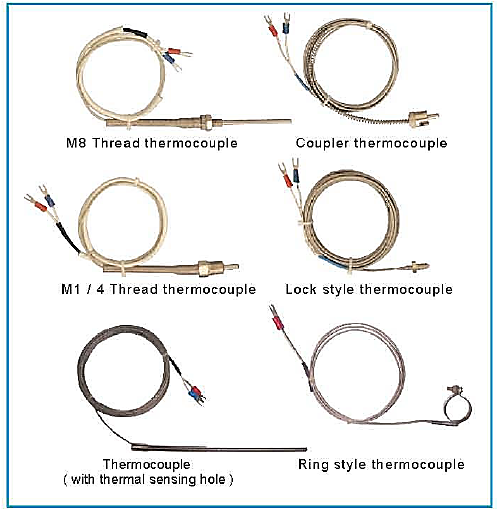 M8 Thread thermocouple
Coupler thermocouple
M1 / 4 Thread thermocouple
Lock style thermocouple
Thermocouple
( with thermal sensing hole )
Ring style thermocouple